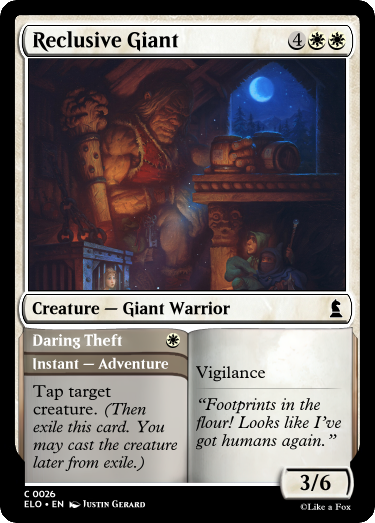 Reclusive Giant 4
Creature — Giant Warrior
Daring Theft
Instant — Adventure
Tap target
creature. (Then
exile this card. You
may cast the creature
later from exile.)
Vigilance
“Footprints in the
flour! Looks like I’ve
got humans again.”
3/6
C 0026
ELO • EN Justin Gerard
©Like a Fox